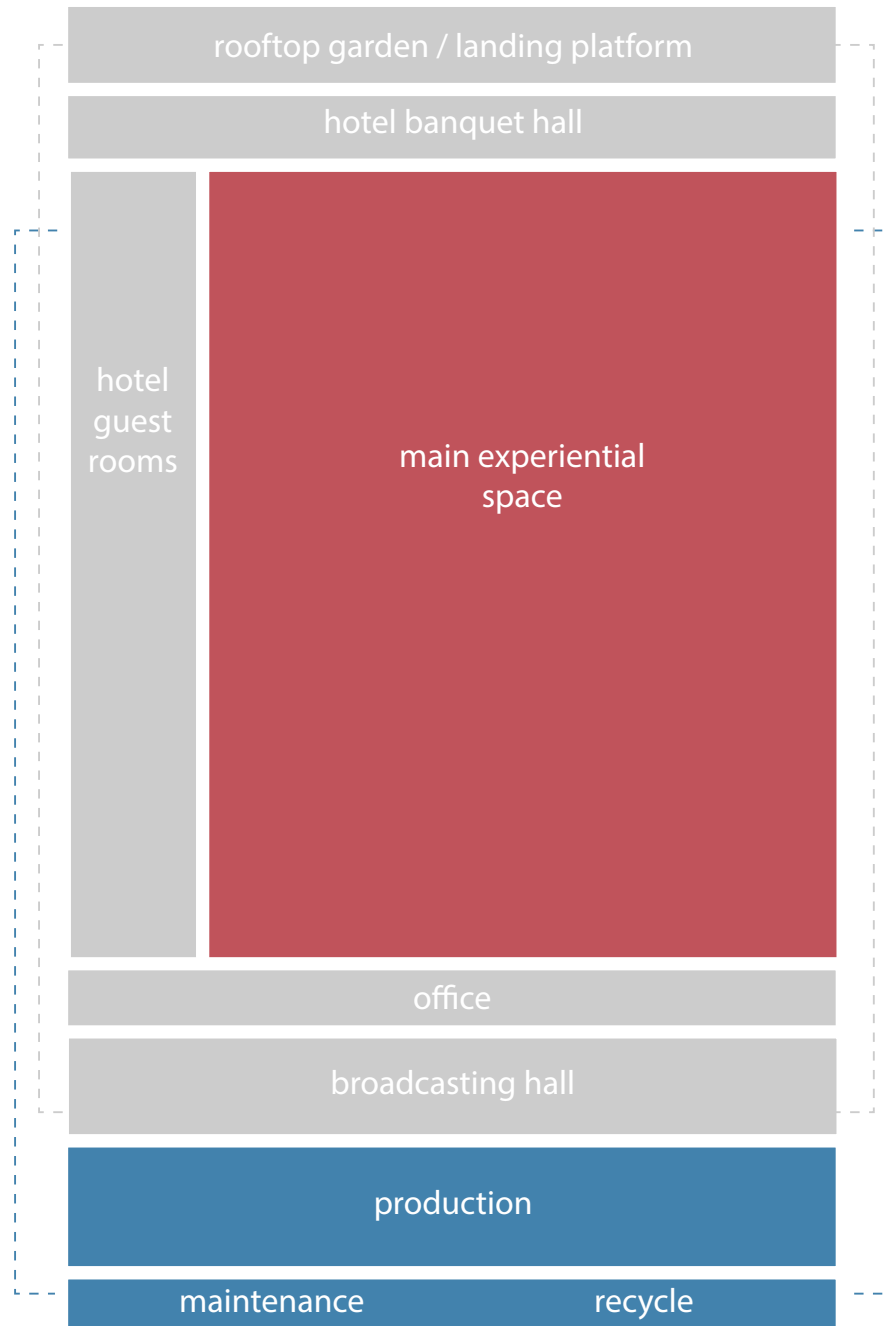 rooftop garden / landing platform
hotel banquet hall
hotel
guest
rooms
main experiential
space
office
broadcasting hall
production
maintenance recycle